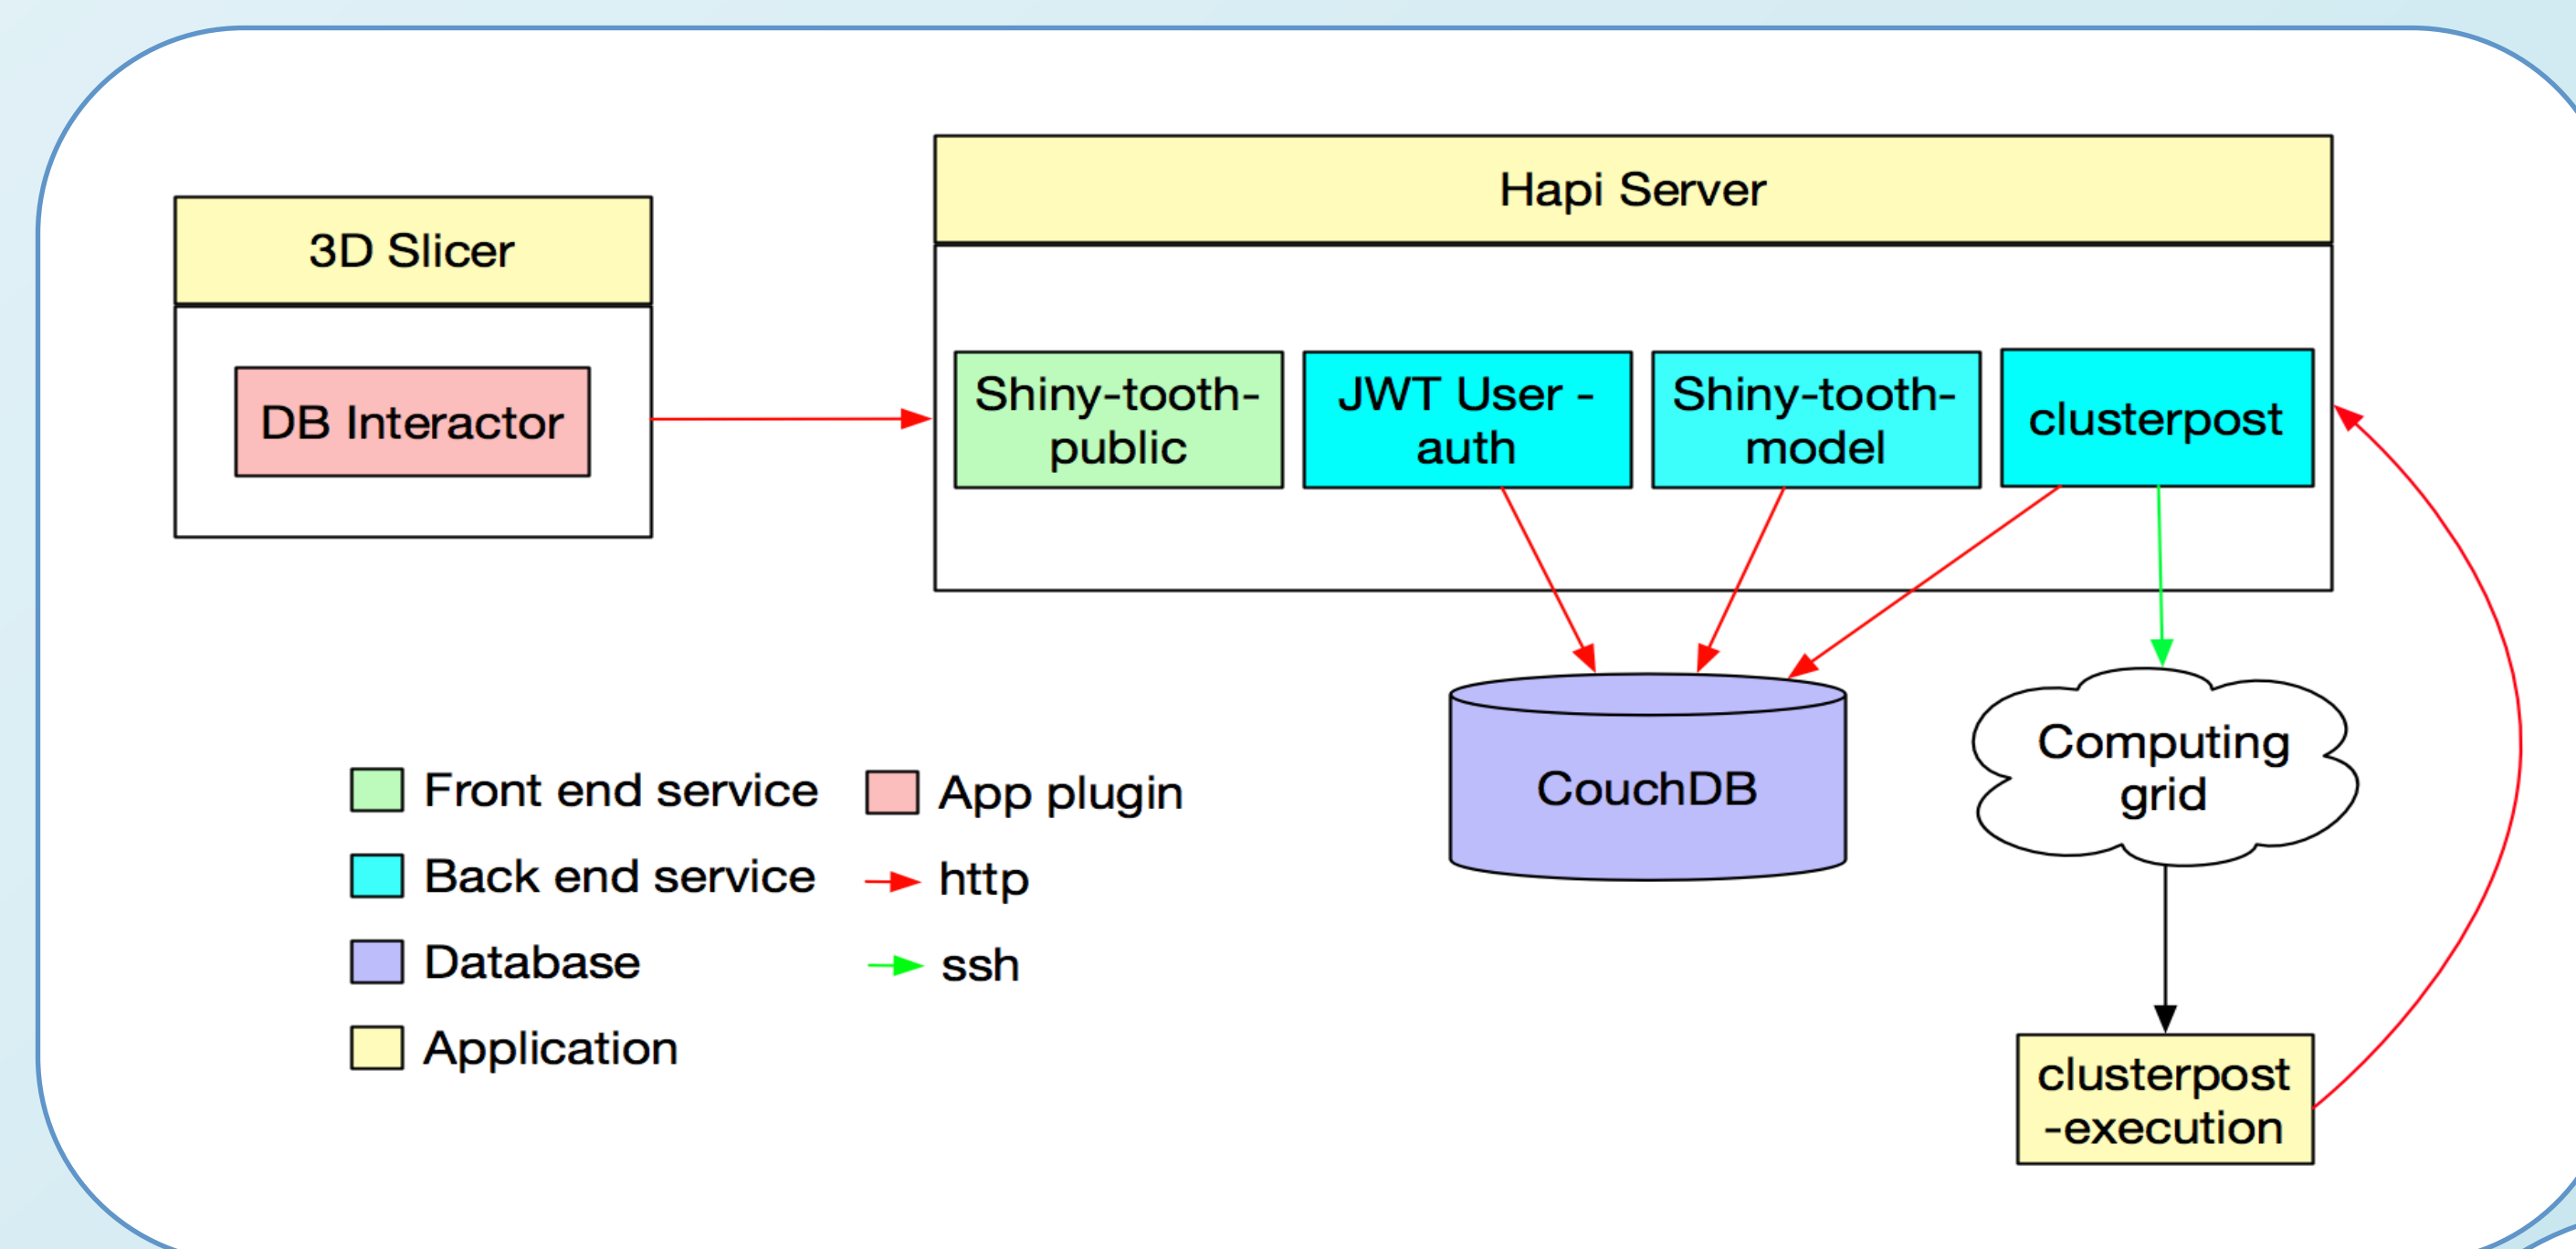 Hapi Server
3D Slicer
DB Interactor
Shiny-tooth-
public
JWT User -
auth
Shiny-tooth-
model
clusterpost
CouchDB
Computing
grid
clusterpost
-execution
Front end service
Back end service
Database
Application
App plugin
http
ssh